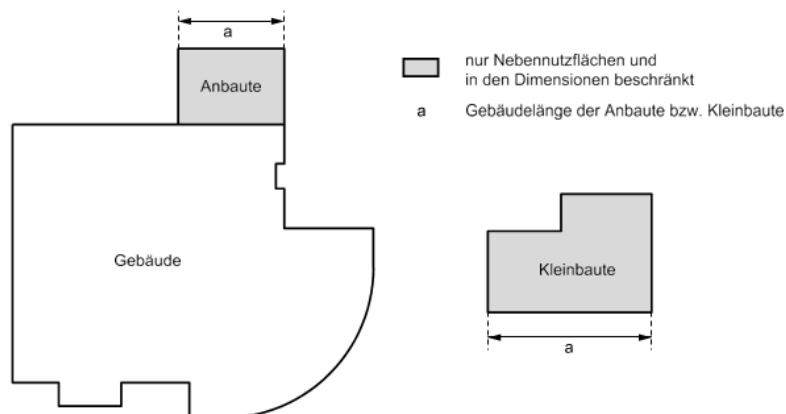 a
Anbaute
nur Nebennutzflächen und
in den Dimensionen beschränkt
a Gebäudelänge der Anbaute bzw. Kleinbaute
Gebäude
Kleinbaute
a